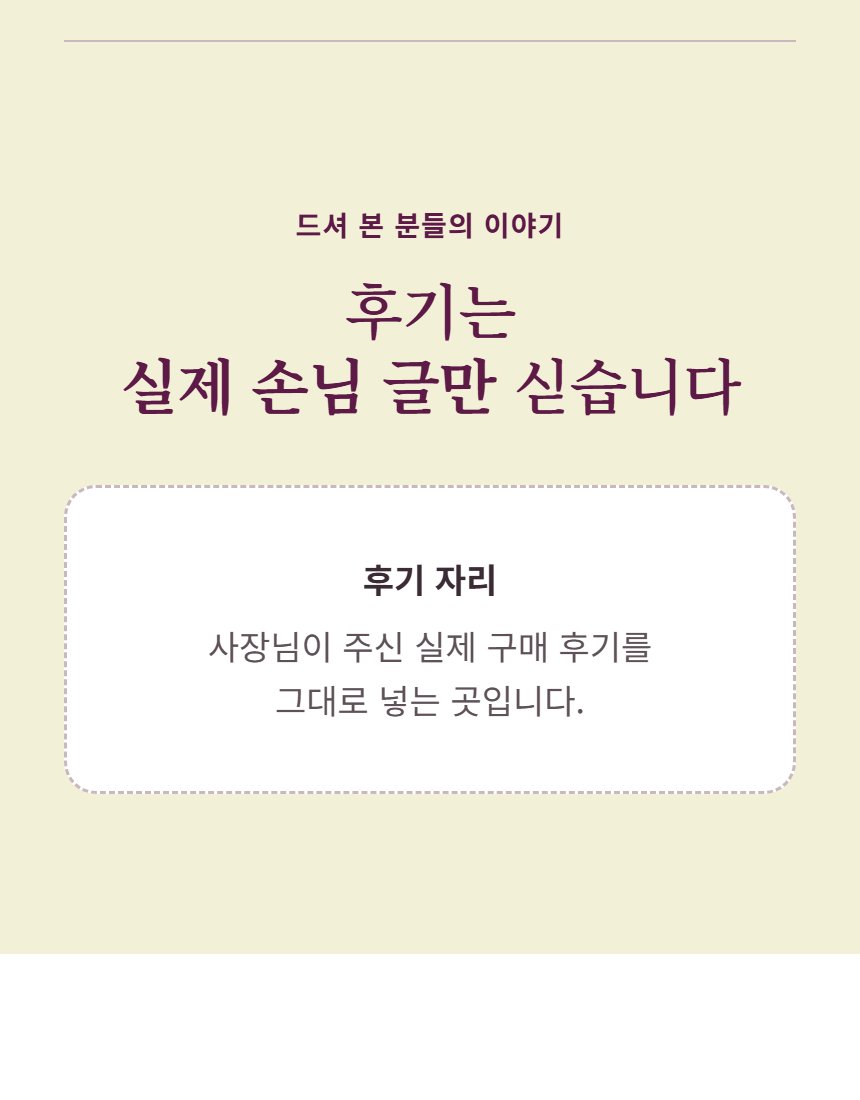 드셔 본 분들의 이야기
후기는
실제 손님 글만 싣습니다
후기 자리
사장님이 주신 실제 구매 후기를
그대로 넣는 곳입니다.